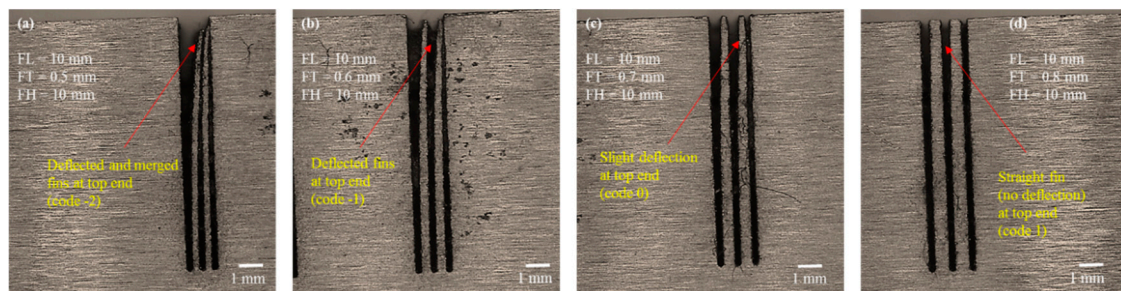 (a)
FL = 10 mm
FT = 0.5 mm
FH = 10 mm
Deflected and merged
fins at top end
(code -2)
1 mm
(b)
FL = 10 mm
FT = 0.6 mm
FH = 10 mm
Deflected fins
at top end
(code -1)
1 mm
(c)
FL = 10 mm
FT = 0.7 mm
FH = 10 mm
Slight deflection
at top end
(code 0)
1 mm
(d)
FL = 10 mm
FT = 0.8 mm
FH = 10 mm
Straight fin
(no deflection)
at top end
(code 1)
1 mm